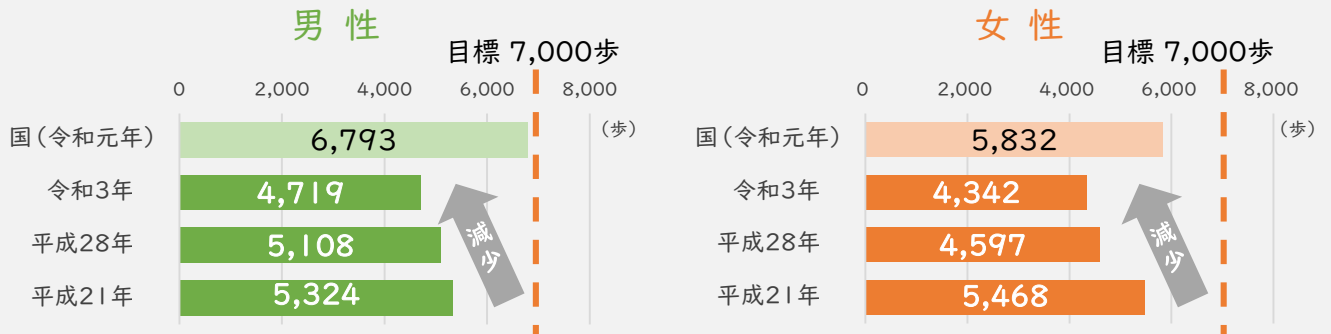 男 性
目標 7,000歩
0 2,000 4,000 6,000 8,000
(歩)
国(令和元年) 6,793
令和3年 4,719
平成28年 5,108
平成21年 5,324
減少
女 性
目標 7,000歩
0 2,000 4,000 6,000 8,000
(歩)
国(令和元年) 5,832
令和3年 4,342
平成28年 4,597
平成21年 5,468
減少